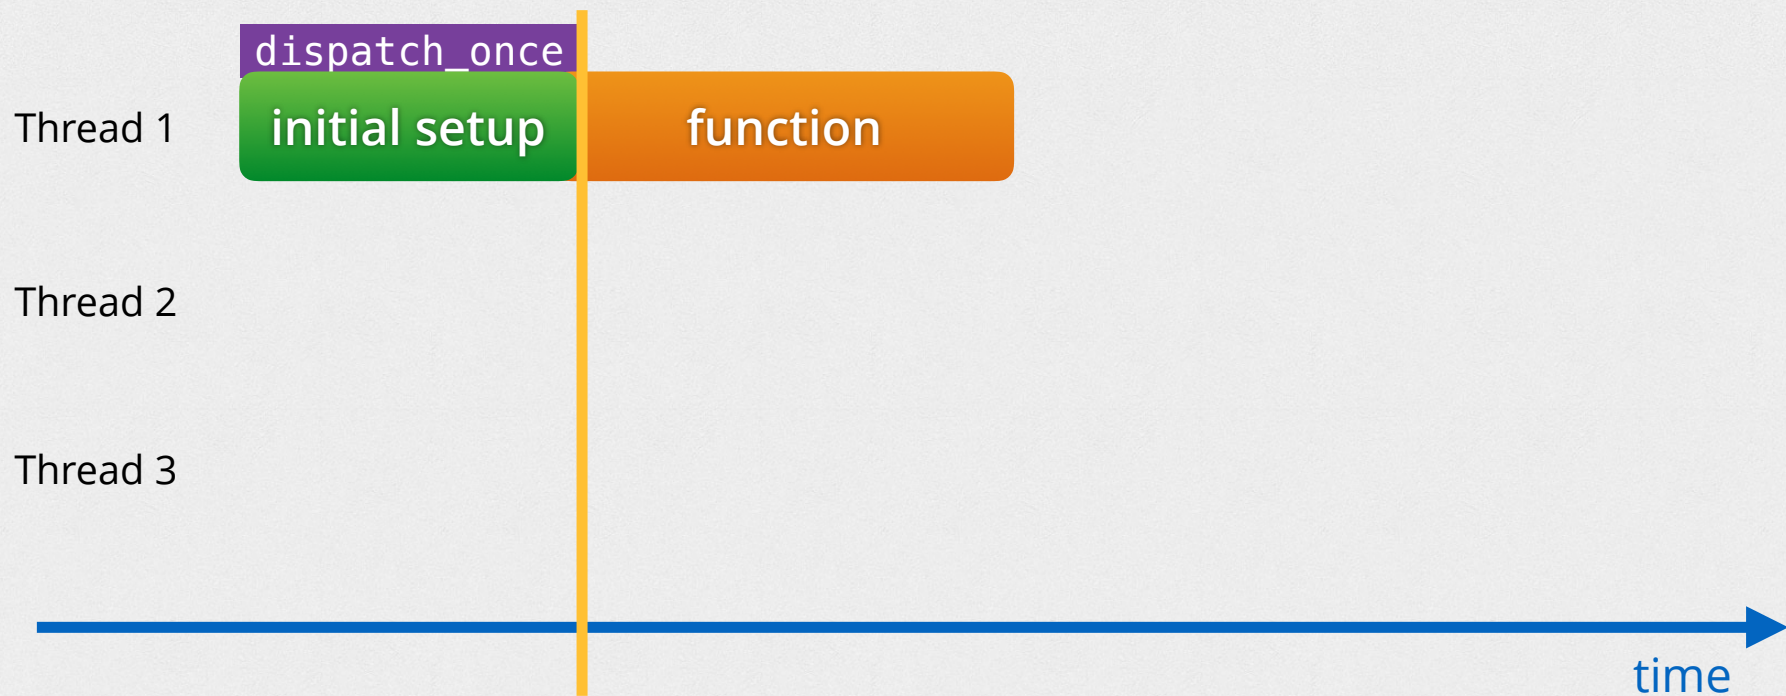 dispatch_once
Thread 1
initial setup
function
Thread 2
Thread 3
time